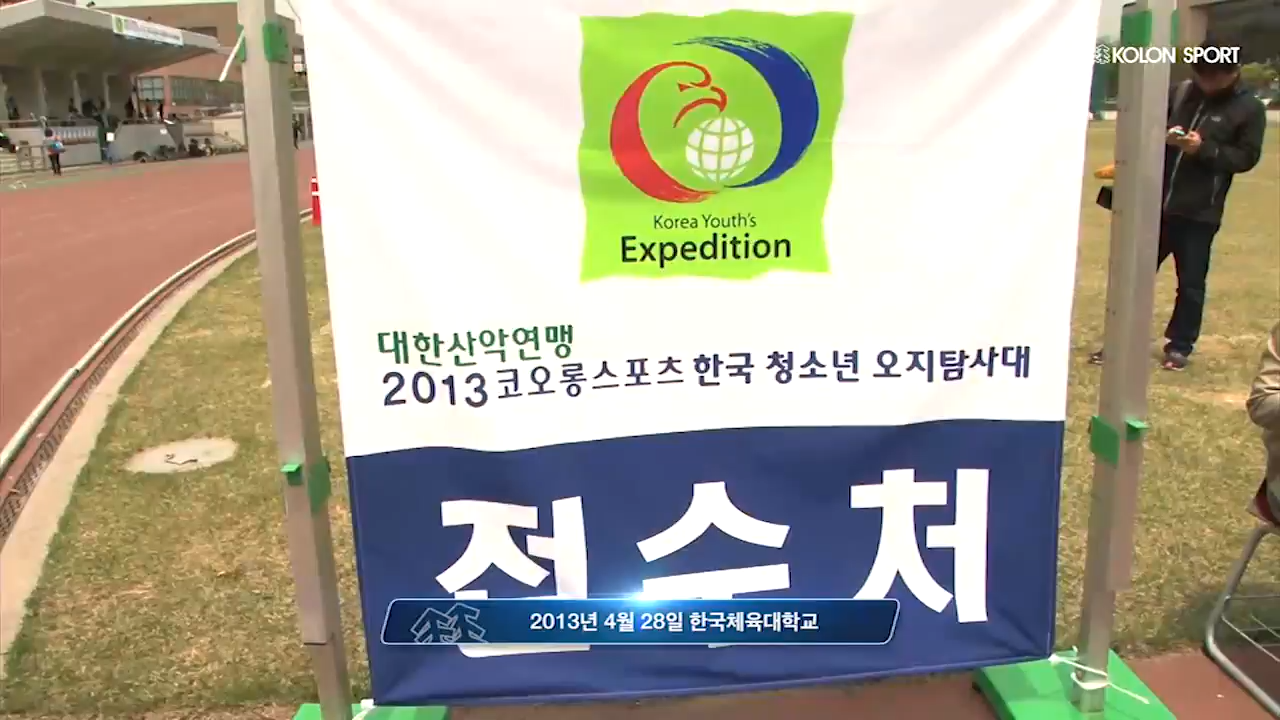 KOLON SPORT
Korea Youth's
Expedition
대한산악연맹
2013 코오롱스포츠 한국 청소년 오지탐사대
접수처
2013년 4월 28일 한국체육대학교